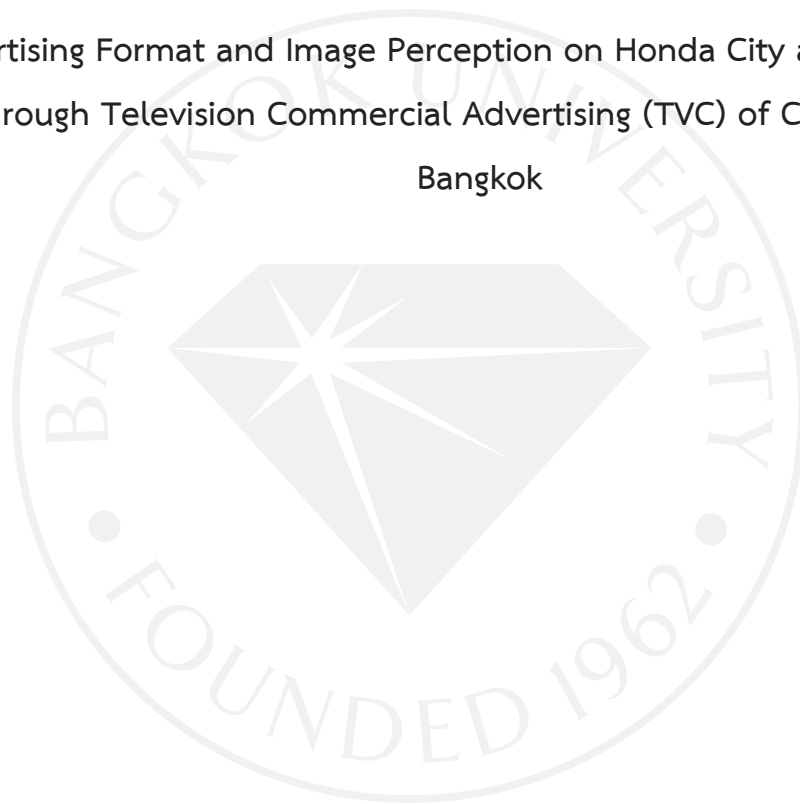 rtising Format and Image Perception on Honda City a
rough Television Commercial Advertising (TVC) of C
Bangkok
BANGKOK UNIVERSITY
FOUNDED 1962